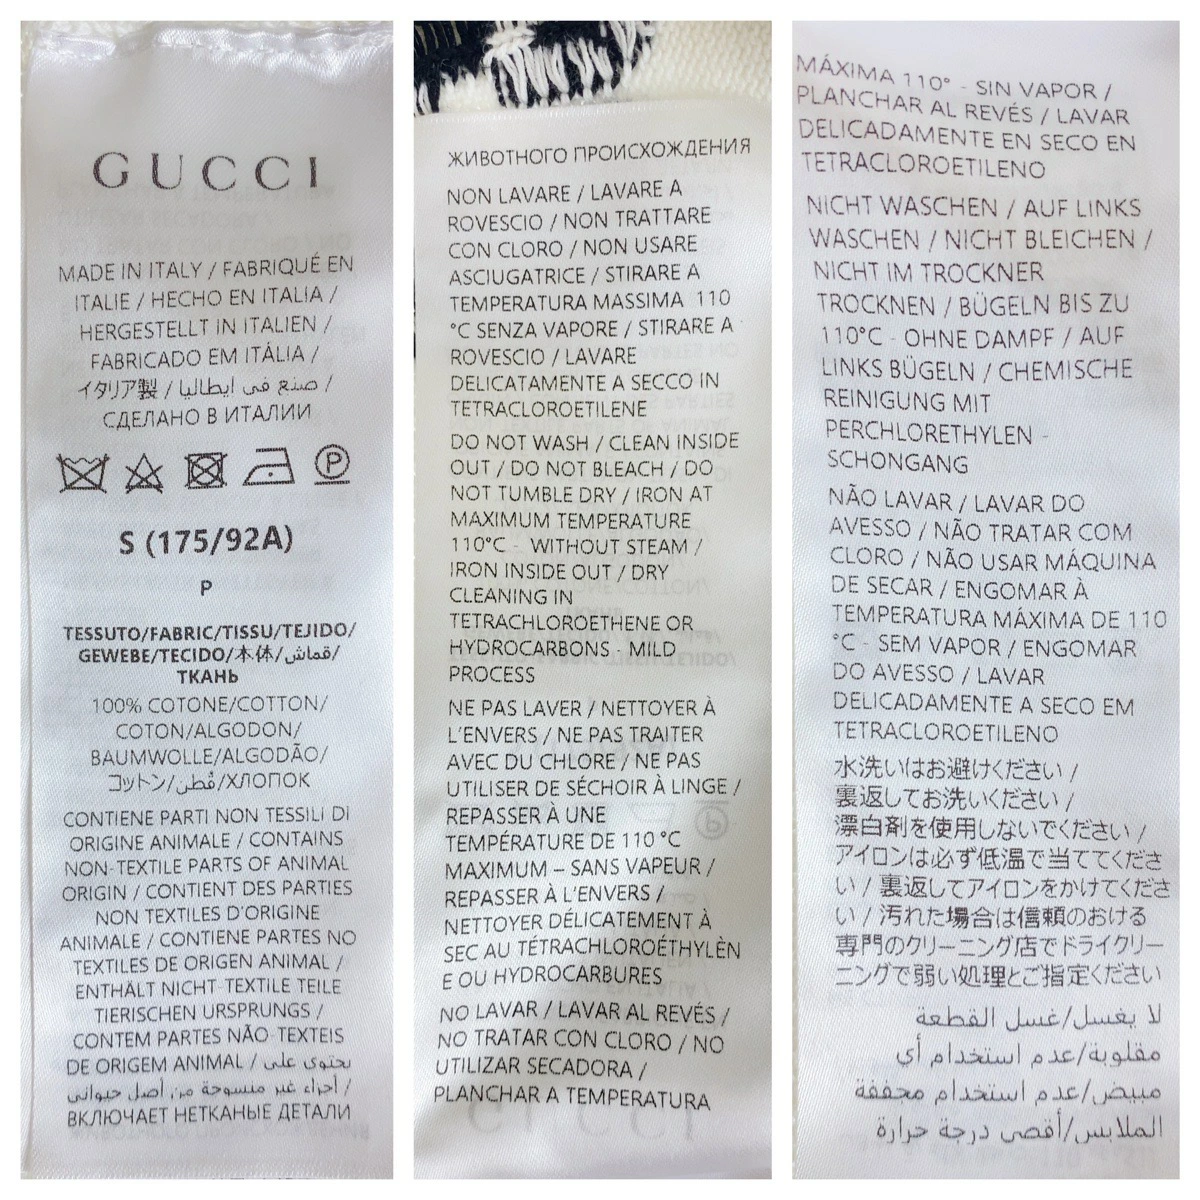 GUCCI
MADE IN ITALY / FABRIQUÉ EN
ITALIE / HECHO EN ITALIA /
HERGESTELLT IN ITALIEN /
FABRICADO EM ITÁLIA /
イタリア製 / صنع في ايطاليا /
СДЕЛАНО В ИТАЛИИ
P
S (175/92A)
P
TESSUTO/FABRIC/TISSU/TEJIDO/
GEWEBE/TECIDO/本体/قماش/
ТКАНЬ
100% COTONE/COTTON/
COTON/ALGODON/
BAUMWOLLE/ALGODÃO/
コットン/قُطن/ХЛОПОК
CONTIENE PARTI NON TESSILI DI
ORIGINE ANIMALE / CONTAINS
NON-TEXTILE PARTS OF ANIMAL
ORIGIN / CONTIENT DES PARTIES
NON TEXTILES D'ORIGINE
ANIMALE / CONTIENE PARTES NO
TEXTILES DE ORIGEN ANIMAL /
ENTHÄLT NICHT-TEXTILE TEILE
TIERISCHEN URSPRUNGS /
CONTEM PARTES NÃO-TEXTEIS
DE ORIGEM ANIMAL / يحتوي على
أجزاء غير منسوجة من أصل حيواني /
ВКЛЮЧАЕТ НЕТКАНЫЕ ДЕТАЛИ
ЖИВОТНОГО ПРОИСХОЖДЕНИЯ
NON LAVARE / LAVARE A
ROVESCIO / NON TRATTARE
CON CLORO / NON USARE
ASCIUGATRICE / STIRARE A
TEMPERATURA MASSIMA 110
°C SENZA VAPORE / STIRARE A
ROVESCIO / LAVARE
DELICATAMENTE A SECCO IN
TETRACLOROETILENE
DO NOT WASH / CLEAN INSIDE
OUT / DO NOT BLEACH / DO
NOT TUMBLE DRY / IRON AT
MAXIMUM TEMPERATURE
110°C - WITHOUT STEAM /
IRON INSIDE OUT / DRY
CLEANING IN
TETRACHLOROETHENE OR
HYDROCARBONS - MILD
PROCESS
NE PAS LAVER / NETTOYER À
L'ENVERS / NE PAS TRAITER
AVEC DU CHLORE / NE PAS
UTILISER DE SÉCHOIR À LINGE /
REPASSER À UNE
TEMPÉRATURE DE 110 °C
MAXIMUM – SANS VAPEUR /
REPASSER À L'ENVERS /
NETTOYER DÉLICATEMENT À
SEC AU TÉTRACHLOROÉTHYLÈN
E OU HYDROCARBURES
NO LAVAR / LAVAR AL REVÉS /
NO TRATAR CON CLORO / NO
UTILIZAR SECADORA /
PLANCHAR A TEMPERATURA
MÁXIMA 110° - SIN VAPOR /
PLANCHAR AL REVÉS / LAVAR
DELICADAMENTE EN SECO EN
TETRACLOROETILENO
NICHT WASCHEN / AUF LINKS
WASCHEN / NICHT BLEICHEN /
NICHT IM TROCKNER
TROCKNEN / BÜGELN BIS ZU
110°C - OHNE DAMPF / AUF
LINKS BÜGELN / CHEMISCHE
REINIGUNG MIT
PERCHLORETHYLEN -
SCHONGANG
NÃO LAVAR / LAVAR DO
AVESSO / NÃO TRATAR COM
CLORO / NÃO USAR MÁQUINA
DE SECAR / ENGOMAR À
TEMPERATURA MÁXIMA DE 110
°C - SEM VAPOR / ENGOMAR
DO AVESSO / LAVAR
DELICADAMENTE A SECO EM
TETRACLOROETILENO
水洗いはお避けください /
裏返してお洗いください /
漂白剤を使用しないでください /
アイロンは必ず低温で当ててくださ
い / 裏返してアイロンをかけてくださ
い / 汚れた場合は信頼のおける
専門のクリーニング店でドライクリー
ニングで弱い処理とご指定ください
لا يغسل/غسل القطعة
مقلوبة/عدم استخدام أي
مبيض/عدم استخدام مجففة
الملابس/أقصى درجة حرارة